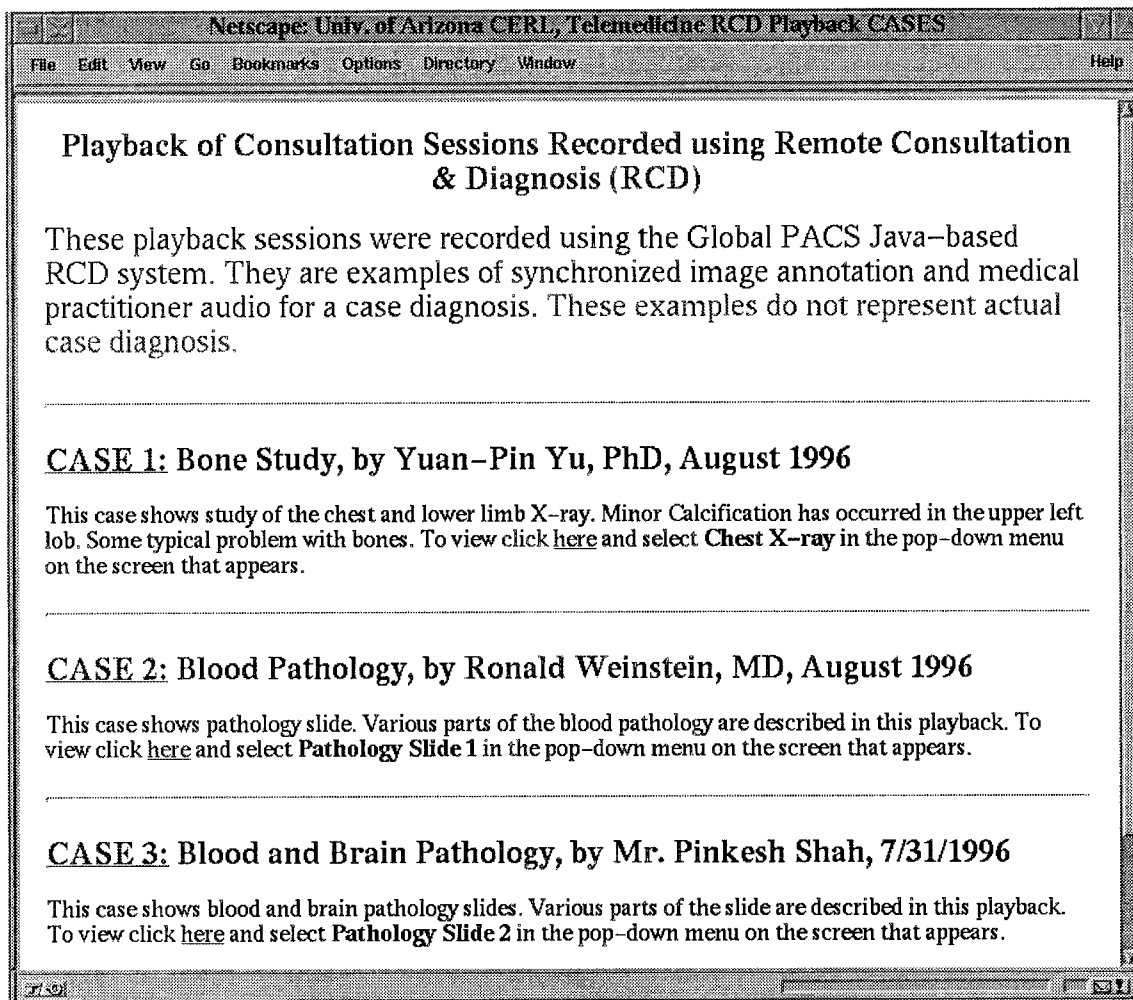 Netscape: Univ. of Arizona CERL, Telemedicine RCD Playback CASES
File Edit View Go Bookmarks Options Directory Window Help
Playback of Consultation Sessions Recorded using Remote Consultation
& Diagnosis (RCD)
These playback sessions were recorded using the Global PACS Java-based
RCD system. They are examples of synchronized image annotation and medical
practitioner audio for a case diagnosis. These examples do not represent actual
case diagnosis.
CASE 1: Bone Study, by Yuan-Pin Yu, PhD, August 1996
This case shows study of the chest and lower limb X-ray. Minor Calcification has occurred in the upper left
lob. Some typical problem with bones. To view click here and select Chest X-ray in the pop-down menu
on the screen that appears.
CASE 2: Blood Pathology, by Ronald Weinstein, MD, August 1996
This case shows pathology slide. Various parts of the blood pathology are described in this playback. To
view click here and select Pathology Slide 1 in the pop-down menu on the screen that appears.
CASE 3: Blood and Brain Pathology, by Mr. Pinkesh Shah, 7/31/1996
This case shows blood and brain pathology slides. Various parts of the slide are described in this playback.
To view click here and select Pathology Slide 2 in the pop-down menu on the screen that appears.